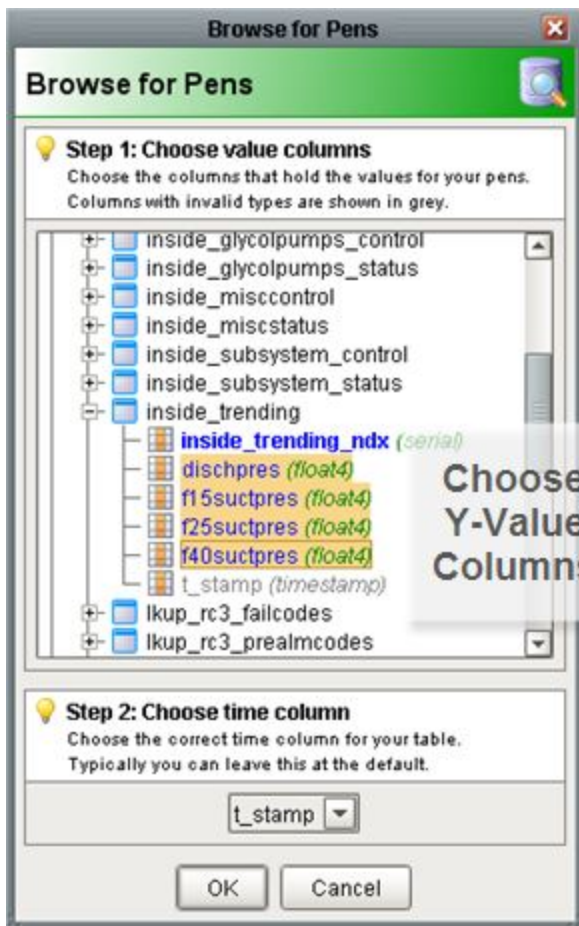 Browse for Pens
Browse for Pens
Step 1: Choose value columns
Choose the columns that hold the values for your pens.
Columns with invalid types are shown in grey.
inside_glycolpumps_control
inside_glycolpumps_status
inside_misccontrol
inside_miscstatus
inside_subsystem_control
inside_subsystem_status
inside_trending
inside_trending_ndx (serial)
dischpres (float4)
f15suctpres (float4)
f25suctpres (float4)
f40suctpres (float4)
t_stamp (timestamp)
lkup_rc3_failcodes
lkup_rc3_prealmcodes
Choose
Y-Value
Columns
Step 2: Choose time column
Choose the correct time column for your table.
Typically you can leave this at the default.
t_stamp
OK Cancel